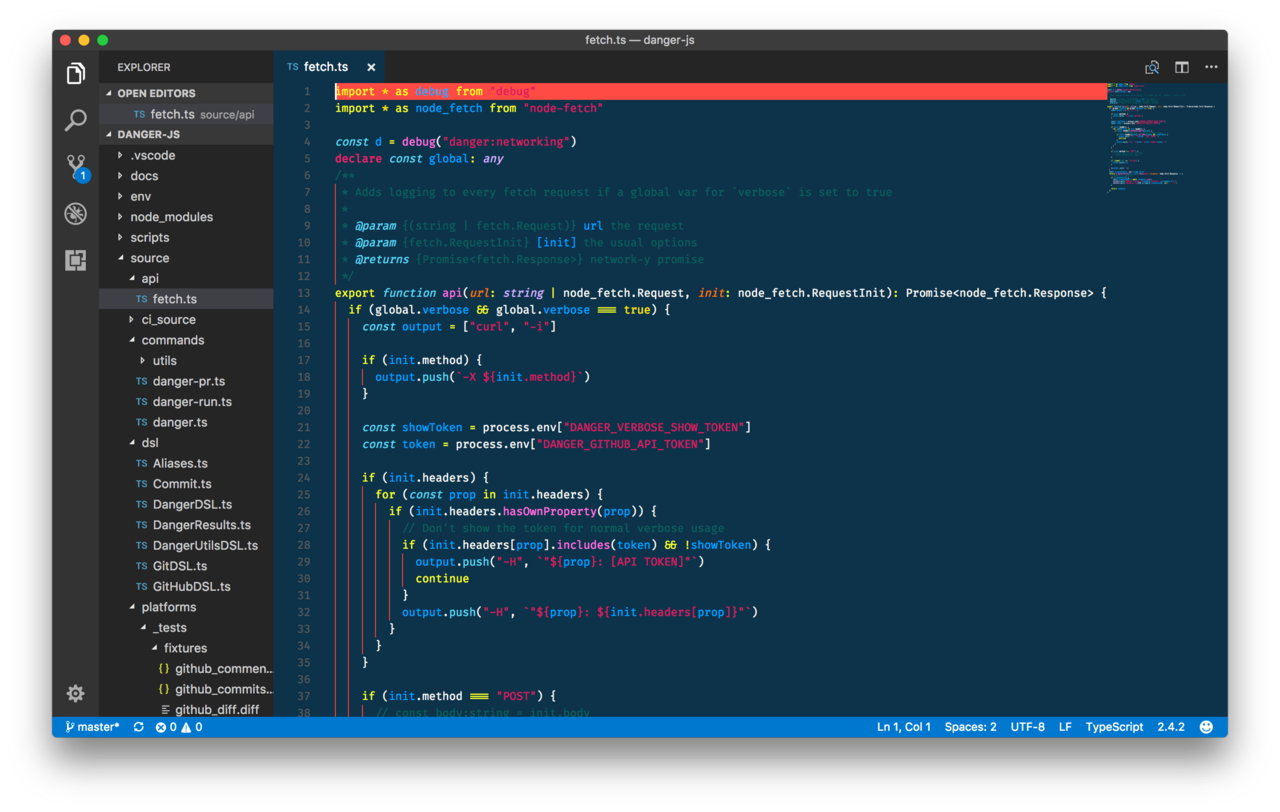 fetch.ts — danger-js
EXPLORER
OPEN EDITORS
TS fetch.ts source/api
DANGER-JS
.vscode
docs
env
node_modules
scripts
source
api
TS fetch.ts
ci_source
commands
utils
TS danger-pr.ts
TS danger-run.ts
TS danger.ts
dsl
TS Aliases.ts
TS Commit.ts
TS DangerDSL.ts
TS DangerResults.ts
TS DangerUtilsDSL.ts
TS GitDSL.ts
TS GitHubDSL.ts
platforms
_tests
fixtures
{} github_commen...
{} github_commits...
github_diff.diff
1
TS fetch.ts ×
1 import * as debug from "debug"
2 import * as node_fetch from "node-fetch"
3
4 const d = debug("danger:networking")
5 declare const global: any
6 /**
7 * Adds logging to every fetch request if a global var for `verbose` is set to true
8 *
9 * @param {(string | fetch.Request)} url the request
10 * @param {fetch.RequestInit} [init] the usual options
11 * @returns {Promise<fetch.Response>} network-y promise
12 */
13 export function api(url: string | node_fetch.Request, init: node_fetch.RequestInit): Promise<node_fetch.Response> {
14 if (global.verbose && global.verbose === true) {
15 const output = ["curl", "-i"]
16
17 if (init.method) {
18 output.push(`-X ${init.method}`)
19 }
20
21 const showToken = process.env["DANGER_VERBOSE_SHOW_TOKEN"]
22 const token = process.env["DANGER_GITHUB_API_TOKEN"]
23
24 if (init.headers) {
25 for (const prop in init.headers) {
26 if (init.headers.hasOwnProperty(prop)) {
27 // Don't show the token for normal verbose usage
28 if (init.headers[prop].includes(token) && !showToken) {
29 output.push("-H", `"${prop}: [API TOKEN]"`)
30 continue
31 }
32 output.push("-H", `"${prop}: ${init.headers[prop]}"`)
33 }
34 }
35 }
36
37 if (init.method === "POST") {
38 // const body:string = init.body
master* 0 0
Ln 1, Col 1 Spaces: 2 UTF-8 LF TypeScript 2.4.2